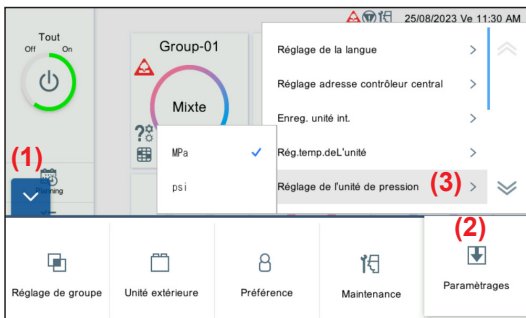 25/08/2023 Ve 11:30 AM
Tout
Off On
Group-01
Mixte
Réglage de la langue
Réglage adresse contrôleur central
Enreg. unité int.
Rég.temp.deL'unité
Réglage de l'unité de pression
(3)
MPa
psi
(1)
(2)
Réglage de groupe
Unité extérieure
Préférence
Maintenance
Paramètrages